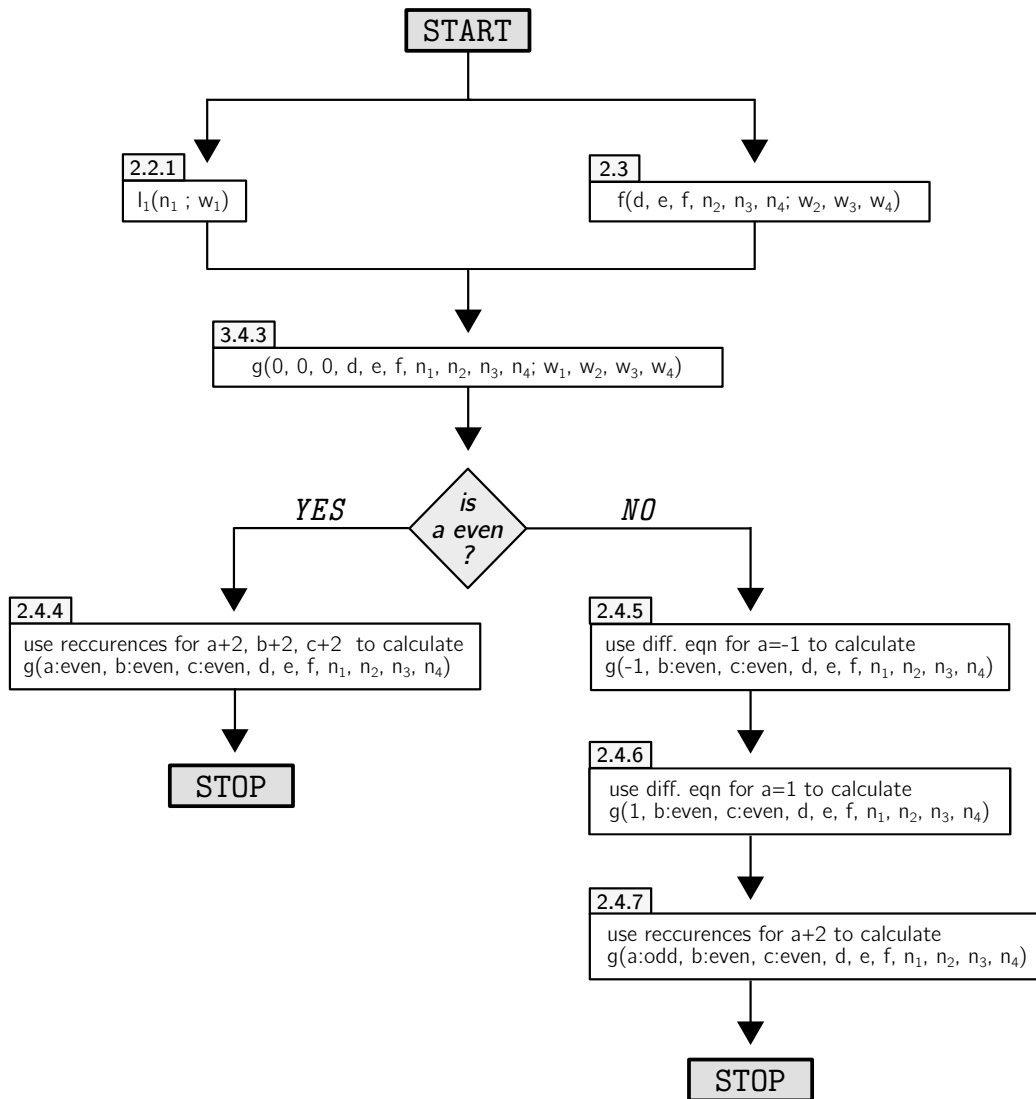 START
2.2.1
l₁(n₁ ; w₁)
2.3
f(d, e, f, n₂, n₃, n₄; w₂, w₃, w₄)
3.4.3
g(0, 0, 0, d, e, f, n₁, n₂, n₃, n₄; w₁, w₂, w₃, w₄)
is
a even
?
YES
NO
2.4.4
use reccurences for a+2, b+2, c+2 to calculate
g(a:even, b:even, c:even, d, e, f, n₁, n₂, n₃, n₄)
STOP
2.4.5
use diff. eqn for a=-1 to calculate
g(-1, b:even, c:even, d, e, f, n₁, n₂, n₃, n₄)
2.4.6
use diff. eqn for a=1 to calculate
g(1, b:even, c:even, d, e, f, n₁, n₂, n₃, n₄)
2.4.7
use reccurences for a+2 to calculate
g(a:odd, b:even, c:even, d, e, f, n₁, n₂, n₃, n₄)
STOP